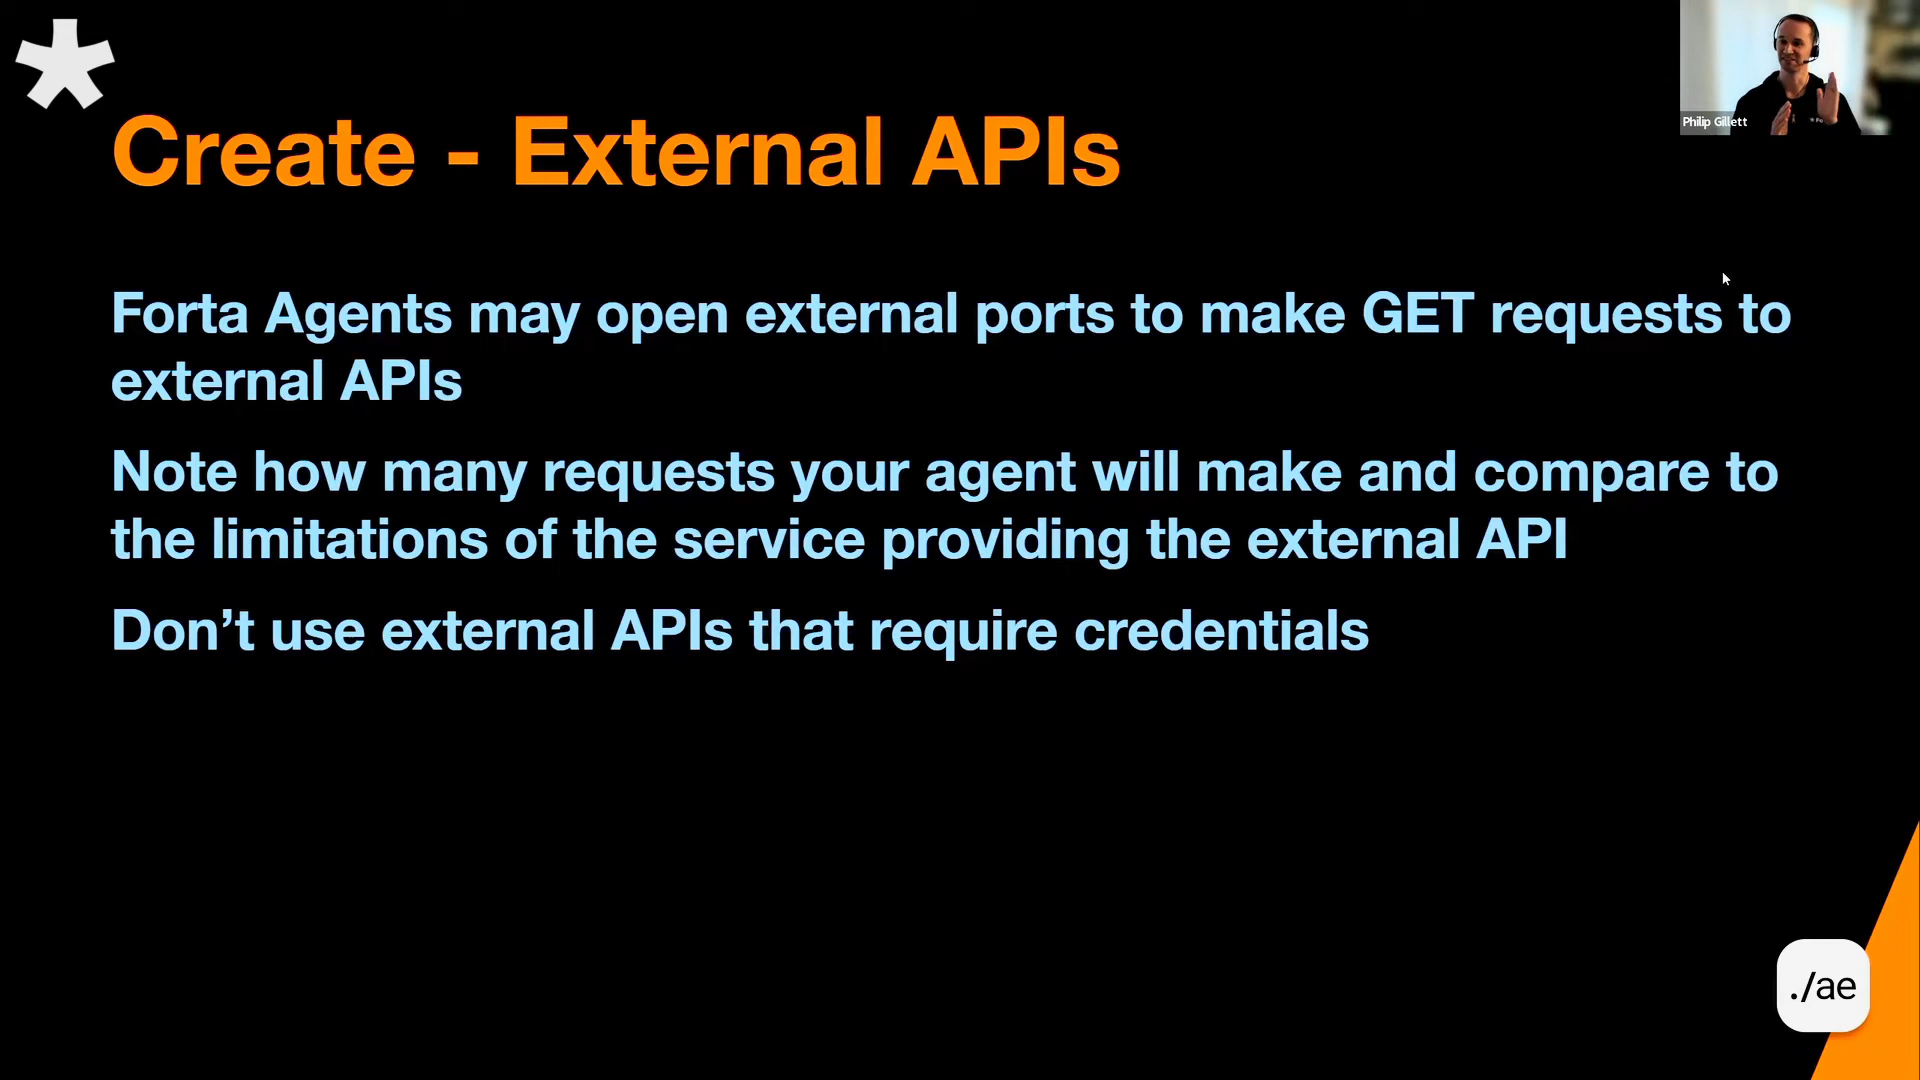 Philip Gillett
Create - External APIs
Forta Agents may open external ports to make GET requests to
external APIs
Note how many requests your agent will make and compare to
the limitations of the service providing the external API
Don’t use external APIs that require credentials
./ae